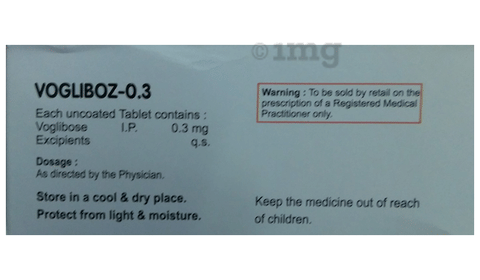 1mg
VOGLIBOZ-0.3
Each uncoated Tablet contains :
Voglibose I.P. 0.3 mg
Excipients q.s.
Dosage :
As directed by the Physician.
Store in a cool & dry place.
Protect from light & moisture.
Warning : To be sold by retail on the
prescription of a Registered Medical
Practitioner only.
Keep the medicine out of reach
of children.